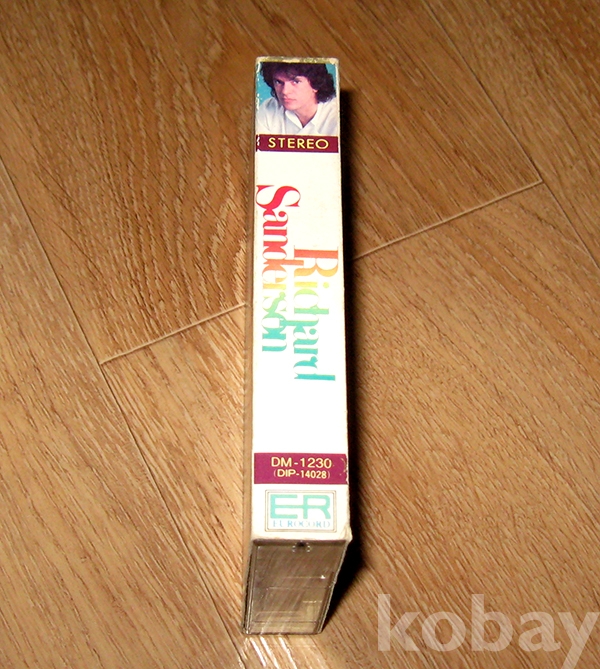 STEREO
Richard
Sanderson
DM-1230
(DIP-14028)
ER
EUROCORD
kobay